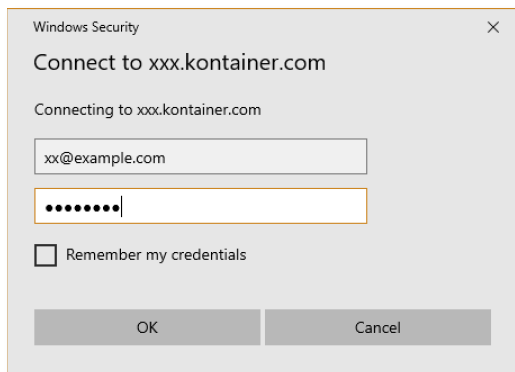 Windows Security
Connect to xxx.kontainer.com
Connecting to xxx.kontainer.com
xx@example.com
••••••••
Remember my credentials
OK
Cancel